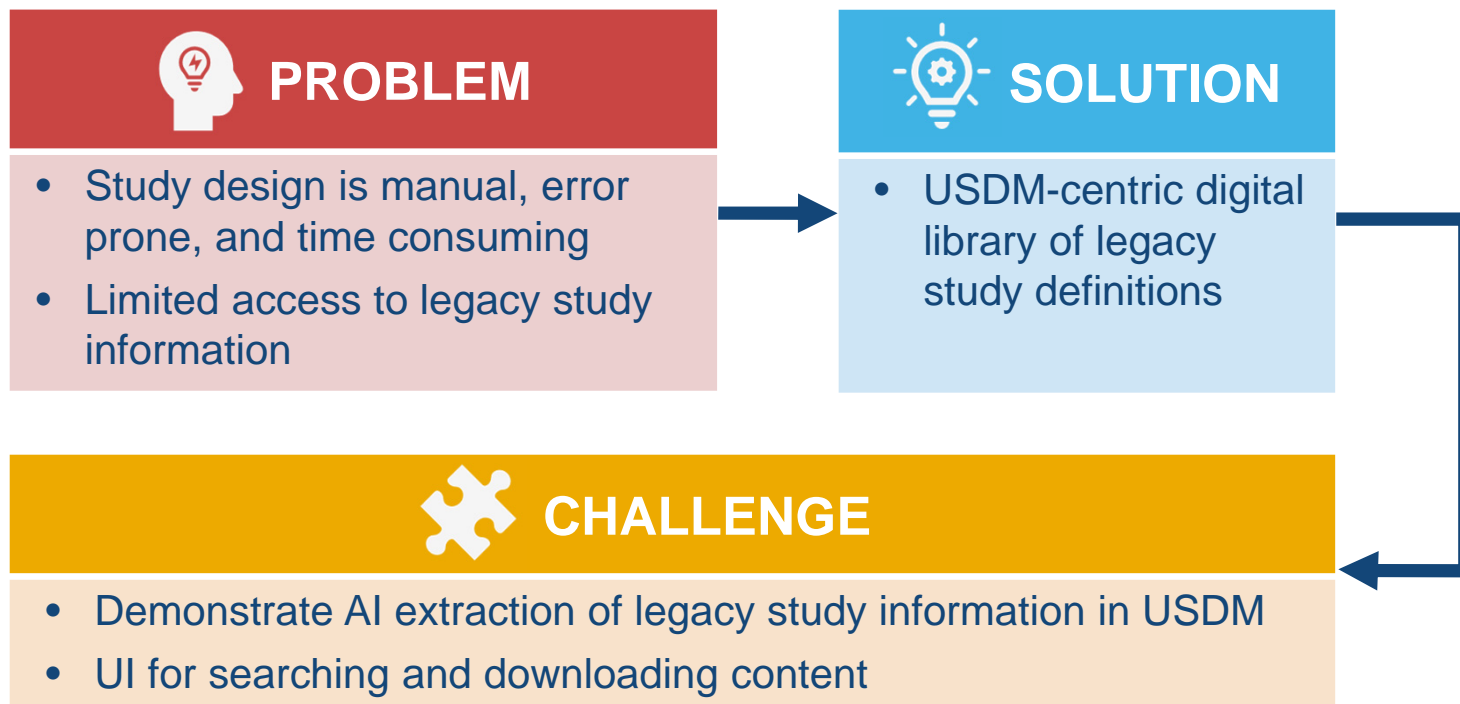 PROBLEM
• Study design is manual, error
prone, and time consuming
• Limited access to legacy study
information
SOLUTION
• USDM-centric digital
library of legacy
study definitions
CHALLENGE
• Demonstrate AI extraction of legacy study information in USDM
• UI for searching and downloading content